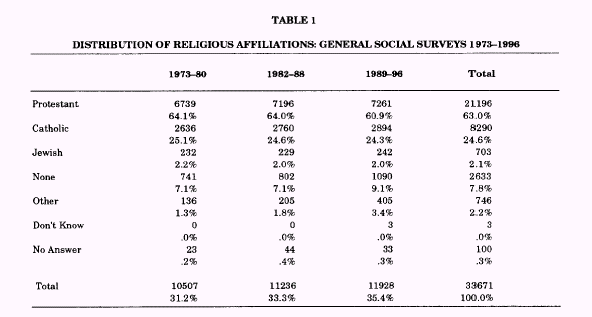 TABLE 1
DISTRIBUTION OF RELIGIOUS AFFILIATIONS: GENERAL SOCIAL SURVEYS 1973–1996
1973–80 1982–88 1989–96 Total
Protestant 6739 7196 7261 21196
64.1% 64.0% 60.9% 63.0%
Catholic 2636 2760 2894 8290
25.1% 24.6% 24.3% 24.6%
Jewish 232 229 242 703
2.2% 2.0% 2.0% 2.1%
None 741 802 1090 2633
7.1% 7.1% 9.1% 7.8%
Other 136 205 405 746
1.3% 1.8% 3.4% 2.2%
Don't Know 0 0 3 3
.0% .0% .0% .0%
No Answer 23 44 33 100
.2% .4% .3% .3%
Total 10507 11236 11928 33671
31.2% 33.3% 35.4% 100.0%